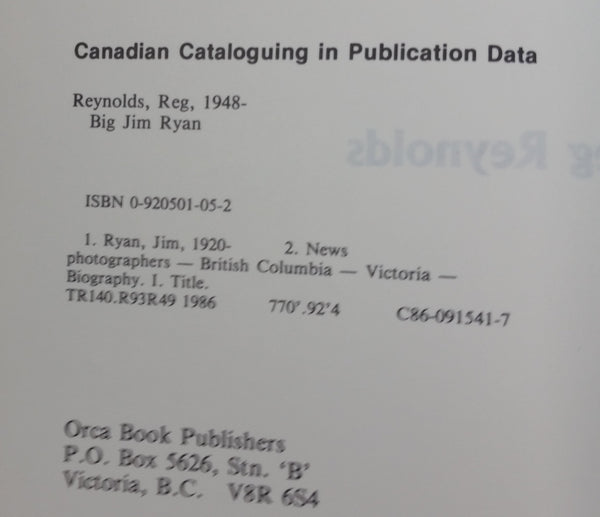 Canadian Cataloguing in Publication Data
Reynolds, Reg, 1948-
Big Jim Ryan
eg Reynolds
ISBN 0-920501-05-2
1. Ryan, Jim, 1920- 2. News
photographers — British Columbia — Victoria —
Biography. I. Title.
TR140.R93R49 1986 770'.92'4 C86-091541-7
Orca Book Publishers
P.O. Box 5626, Stn. 'B'
Victoria, B.C. V8R 6S4